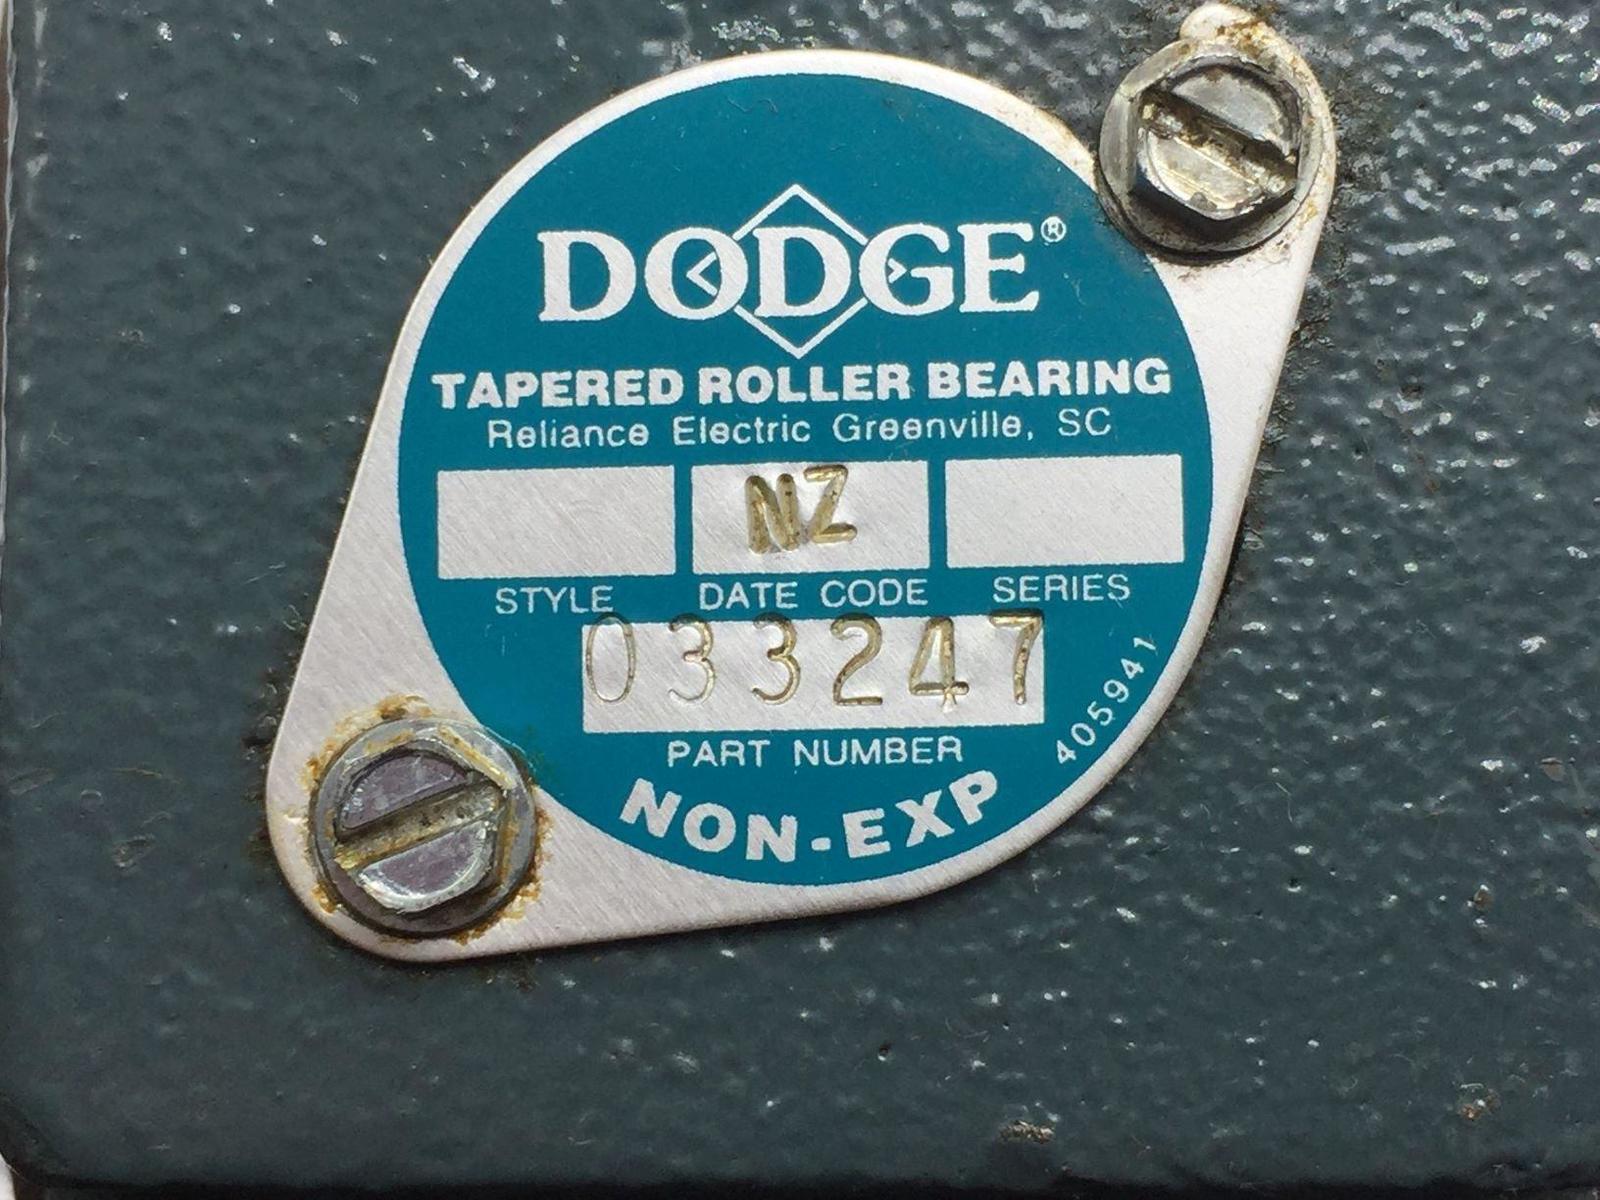 DODGE®
TAPERED ROLLER BEARING
Reliance Electric Greenville, SC
NZ
STYLE DATE CODE SERIES
033247
PART NUMBER
NON-EXP
405941